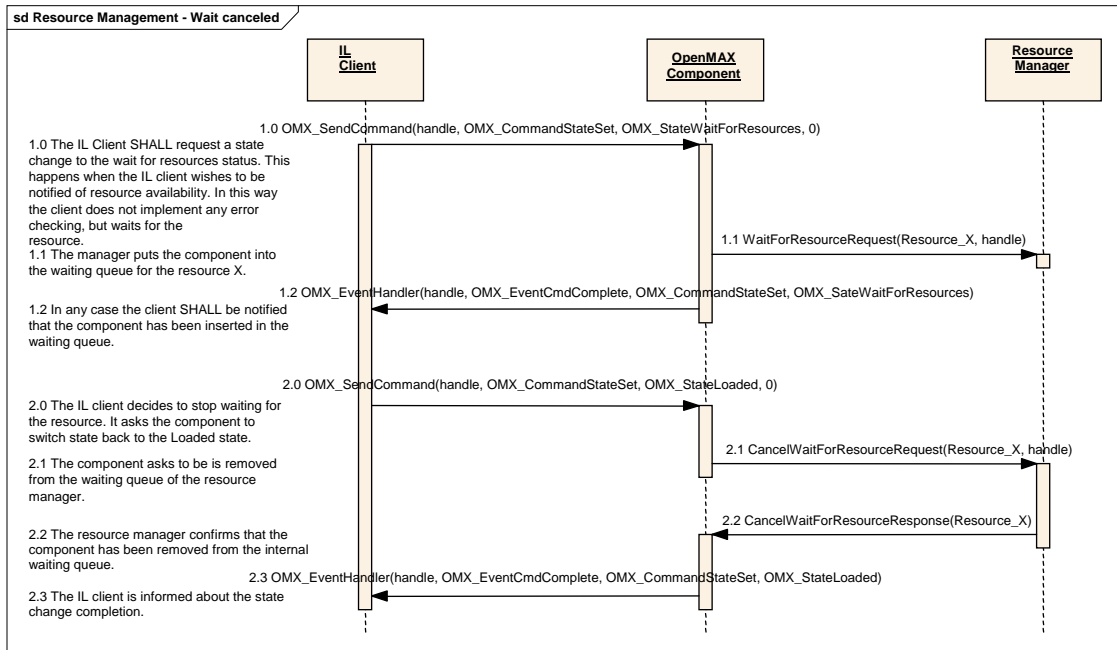 sd Resource Management - Wait canceled
IL
Client
OpenMAX
Component
Resource
Manager
1.0 OMX_SendCommand(handle, OMX_CommandStateSet, OMX_StateWaitForResources, 0)
1.0 The IL Client SHALL request a state
change to the wait for resources status. This
happens when the IL client wishes to be
notified of resource availability. In this way
the client does not implement any error
checking, but waits for the
resource.
1.1 WaitForResourceRequest(Resource_X, handle)
1.1 The manager puts the component into
the waiting queue for the resource X.
1.2 OMX_EventHandler(handle, OMX_EventCmdComplete, OMX_CommandStateSet, OMX_SateWaitForResources)
1.2 In any case the client SHALL be notified
that the component has been inserted in the
waiting queue.
2.0 OMX_SendCommand(handle, OMX_CommandStateSet, OMX_StateLoaded, 0)
2.0 The IL client decides to stop waiting for
the resource. It asks the component to
switch state back to the Loaded state.
2.1 CancelWaitForResourceRequest(Resource_X, handle)
2.1 The component asks to be is removed
from the waiting queue of the resource
manager.
2.2 CancelWaitForResourceResponse(Resource_X)
2.2 The resource manager confirms that the
component has been removed from the internal
waiting queue.
2.3 OMX_EventHandler(handle, OMX_EventCmdComplete, OMX_CommandStateSet, OMX_StateLoaded)
2.3 The IL client is informed about the state
change completion.